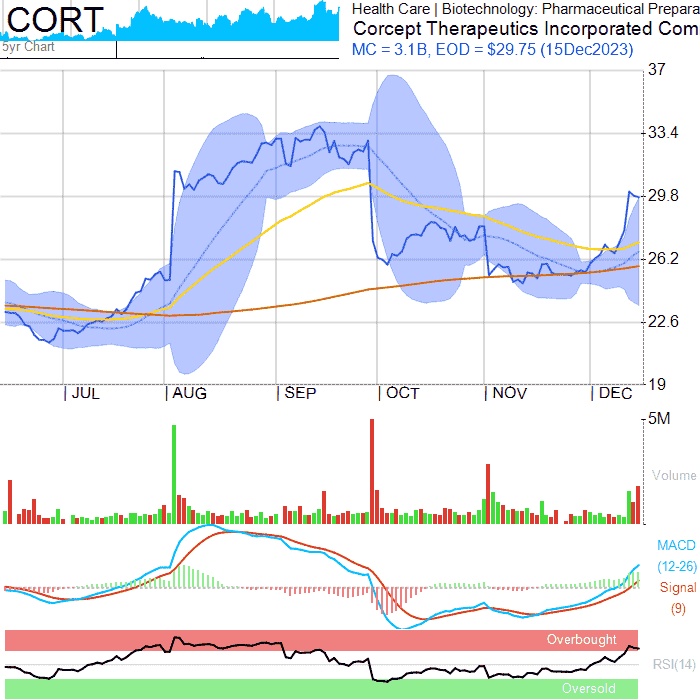 CORT
5yr Chart
Health Care | Biotechnology: Pharmaceutical Prepara
Corcept Therapeutics Incorporated Com
MC = 3.1B, EOD = $29.75 (15Dec2023)
37
33.4
29.8
26.2
22.6
19
| JUL | AUG | SEP | OCT | NOV | DEC
5M
Volume
MACD
(12-26)
Signal
(9)
Overbought
RSI(14)
Oversold